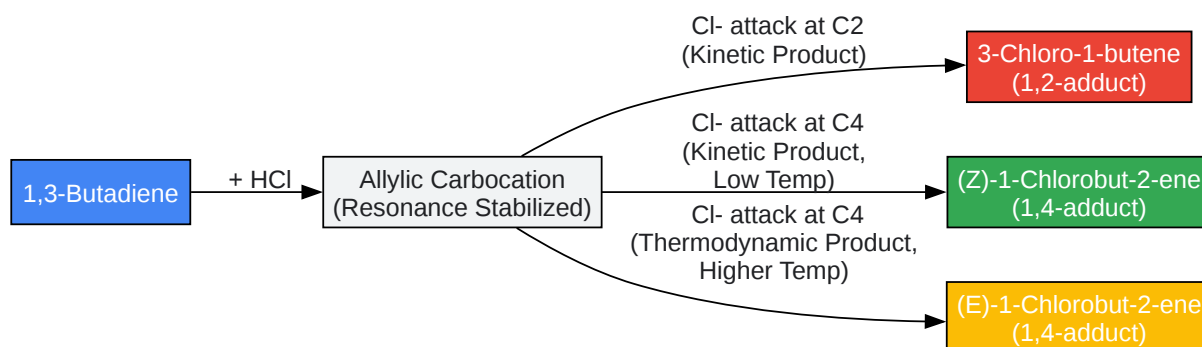 1,3-Butadiene
+ HCl
Allylic Carbocation
(Resonance Stabilized)
Cl- attack at C2
(Kinetic Product)
3-Chloro-1-butene
(1,2-adduct)
Cl- attack at C4
(Kinetic Product,
Low Temp)
(Z)-1-Chlorobut-2-ene
(1,4-adduct)
Cl- attack at C4
(Thermodynamic Product,
Higher Temp)
(E)-1-Chlorobut-2-ene
(1,4-adduct)